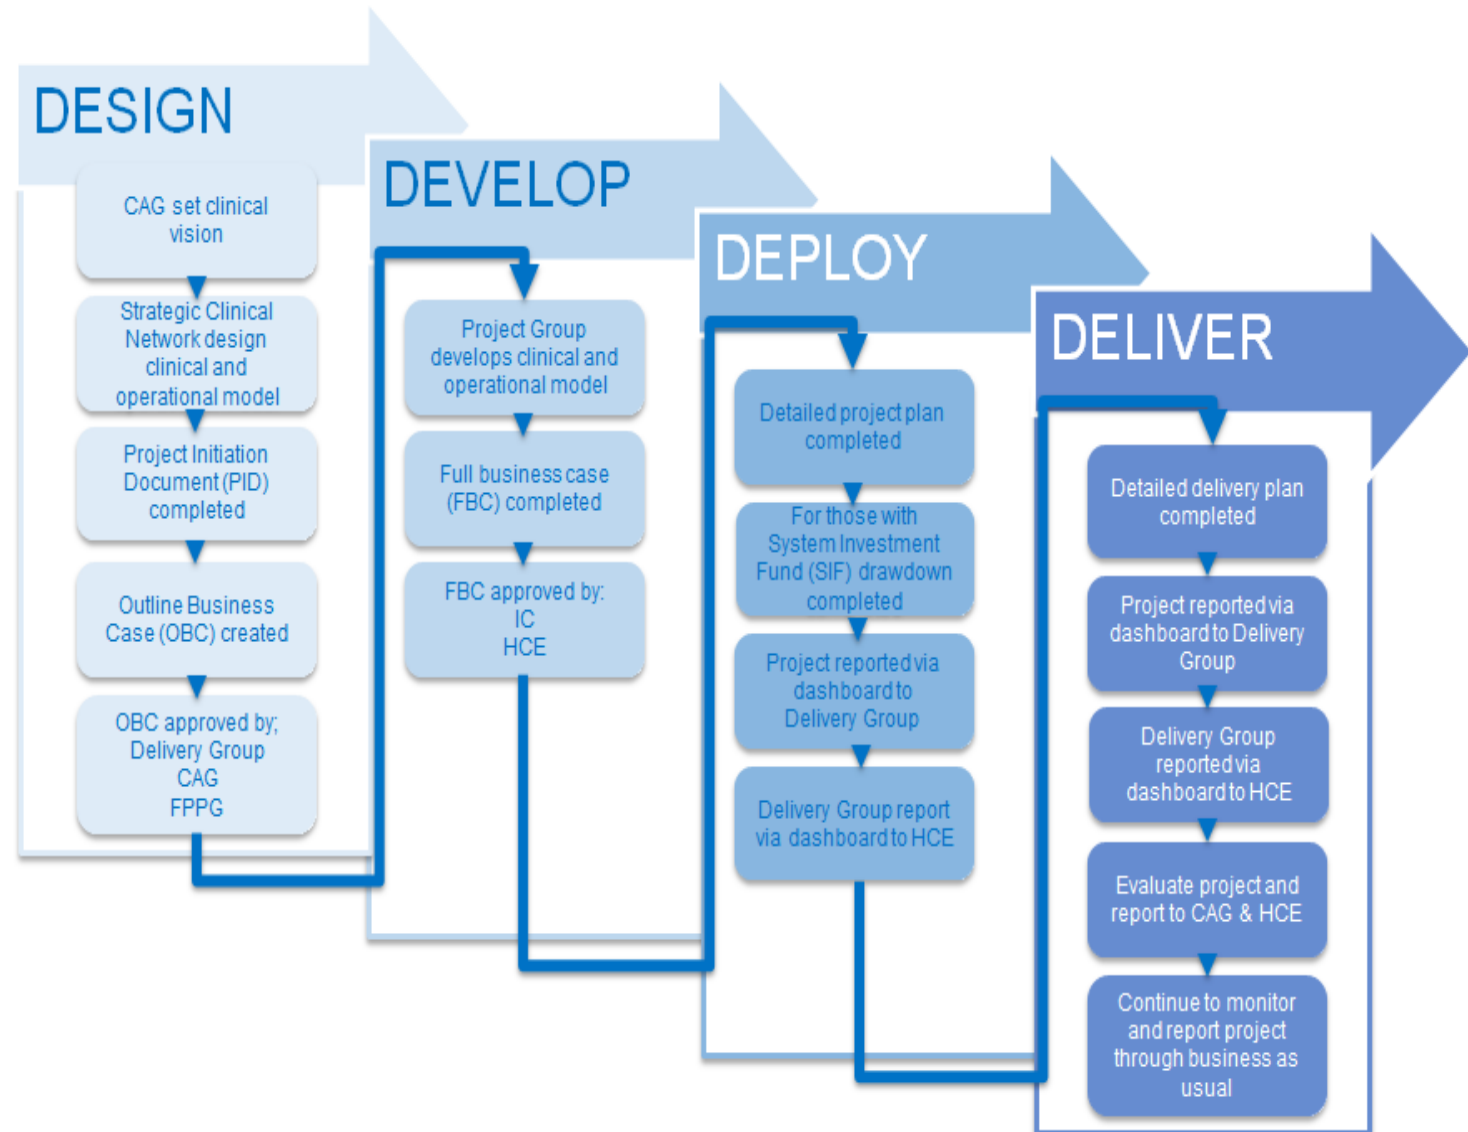 DESIGN
CAG set clinical
vision
Strategic Clinical
Network design
clinical and
operational model
Project Initiation
Document (PID)
completed
Outline Business
Case (OBC) created
OBC approved by;
Delivery Group
CAG
FPPG
DEVELOP
Project Group
develops clinical and
operational model
Full business case
(FBC) completed
FBC approved by:
IC
HCE
DEPLOY
Detailed project plan
completed
For those with
System Investment
Fund (SIF) drawdown
completed
Project reported via
dashboard to
Delivery Group
Delivery Group report
via dashboard to HCE
DELIVER
Detailed delivery plan
completed
Project reported via
dashboard to Delivery
Group
Delivery Group
reported via
dashboard to HCE
Evaluate project and
report to CAG & HCE
Continue to monitor
and report project
through business as
usual